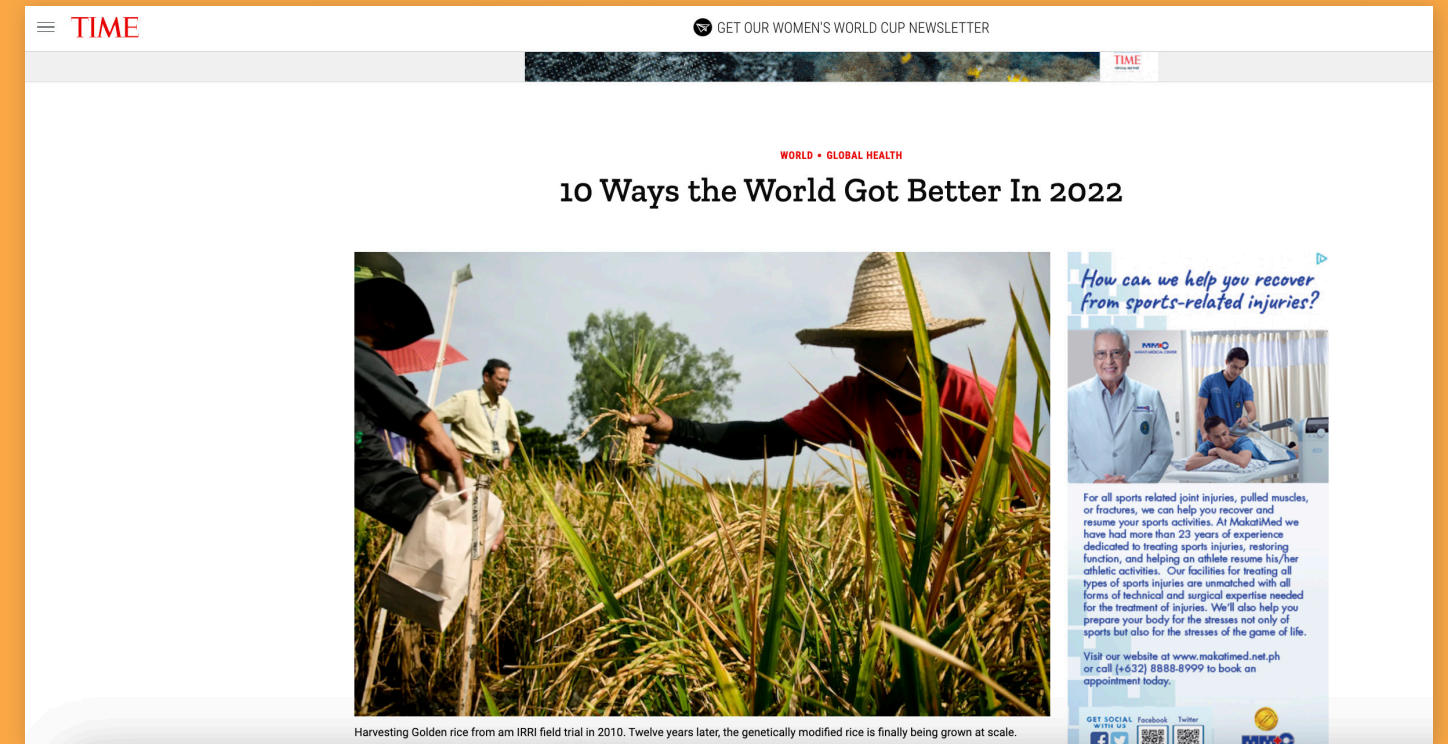 TIME
GET OUR WOMEN'S WORLD CUP NEWSLETTER
TIME
WORLD • GLOBAL HEALTH
10 Ways the World Got Better In 2022
How can we help you recover
from sports-related injuries?
MMC
MAKATI MEDICAL CENTER
For all sports related joint injuries, pulled muscles,
or fractures, we can help you recover and
resume your sports activities. At MakatiMed we
have had more than 23 years of experience
dedicated to treating sports injuries, restoring
function, and helping an athlete resume his/her
athletic activities. Our facilities for treating all
types of sports injuries are unmatched with all
forms of technical and surgical expertise needed
for the treatment of injuries. We'll also help you
prepare your body for the stresses not only of
sports but also for the stresses of the game of life.
Visit our website at www.makatimed.net.ph
or call (+632) 8888-8999 to book an
appointment today.
GET SOCIAL
WITH US
Facebook
Twitter
MMC
Harvesting Golden rice from am IRRI field trial in 2010. Twelve years later, the genetically modified rice is finally being grown at scale.